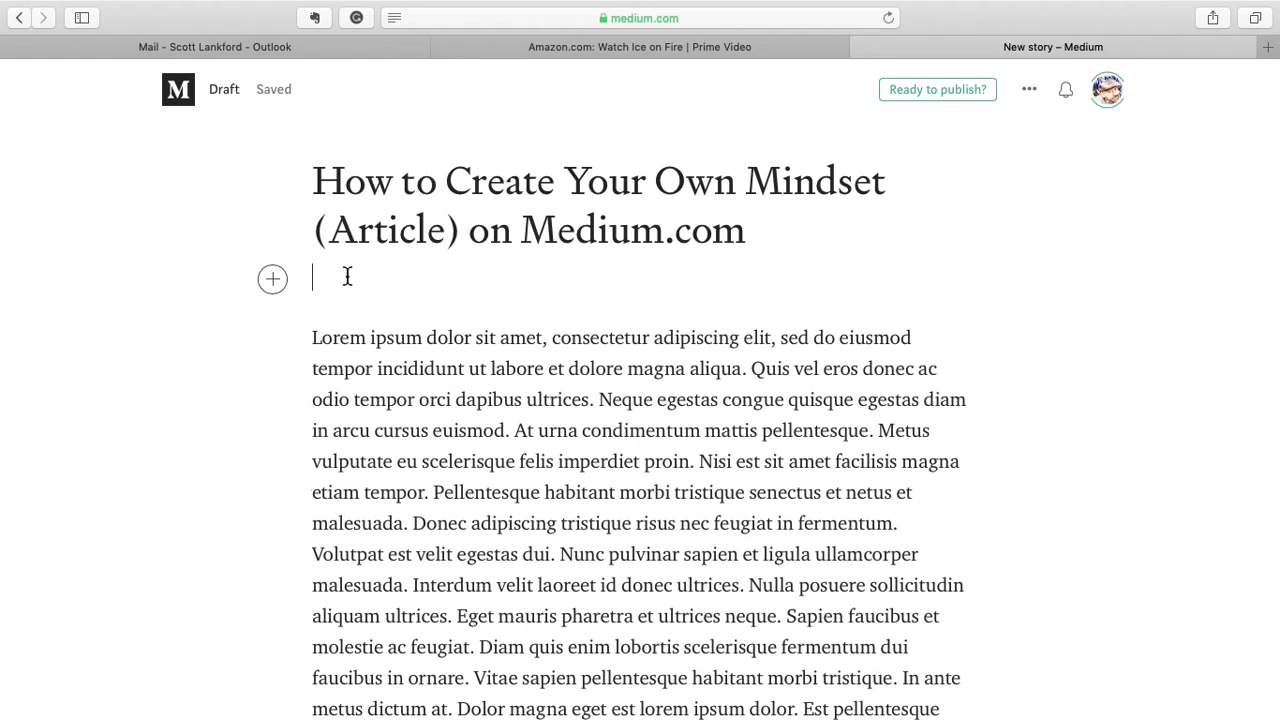 medium.com
Mail - Scott Lankford - Outlook
Amazon.com: Watch Ice on Fire | Prime Video
New story – Medium
M
Draft
Saved
Ready to publish?
How to Create Your Own Mindset
(Article) on Medium.com
Lorem ipsum dolor sit amet, consectetur adipiscing elit, sed do eiusmod
tempor incididunt ut labore et dolore magna aliqua. Quis vel eros donec ac
odio tempor orci dapibus ultrices. Neque egestas congue quisque egestas diam
in arcu cursus euismod. At urna condimentum mattis pellentesque. Metus
vulputate eu scelerisque felis imperdiet proin. Nisi est sit amet facilisis magna
etiam tempor. Pellentesque habitant morbi tristique senectus et netus et
malesuada. Donec adipiscing tristique risus nec feugiat in fermentum.
Volutpat est velit egestas dui. Nunc pulvinar sapien et ligula ullamcorper
malesuada. Interdum velit laoreet id donec ultrices. Nulla posuere sollicitudin
aliquam ultrices. Eget mauris pharetra et ultrices neque. Sapien faucibus et
molestie ac feugiat. Diam quis enim lobortis scelerisque fermentum dui
faucibus in ornare. Vitae sapien pellentesque habitant morbi tristique. In ante
metus dictum at. Dolor magna eget est lorem ipsum dolor. Est pellentesque